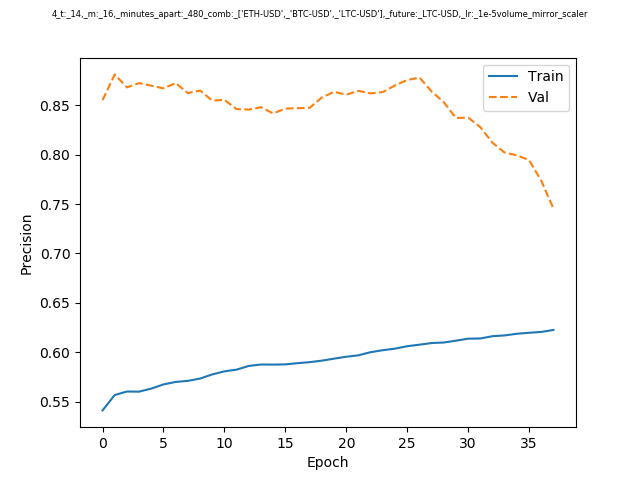 4_t:_14,_m:_16,_minutes_apart:_480_comb:_['ETH-USD',_'BTC-USD',_'LTC-USD'],_future:_LTC-USD,_lr:_1e-5volume_mirror_scaler
Train
Val
0.85
0.80
0.75
0.70
0.65
0.60
0.55
Precision
0 5 10 15 20 25 30 35
Epoch